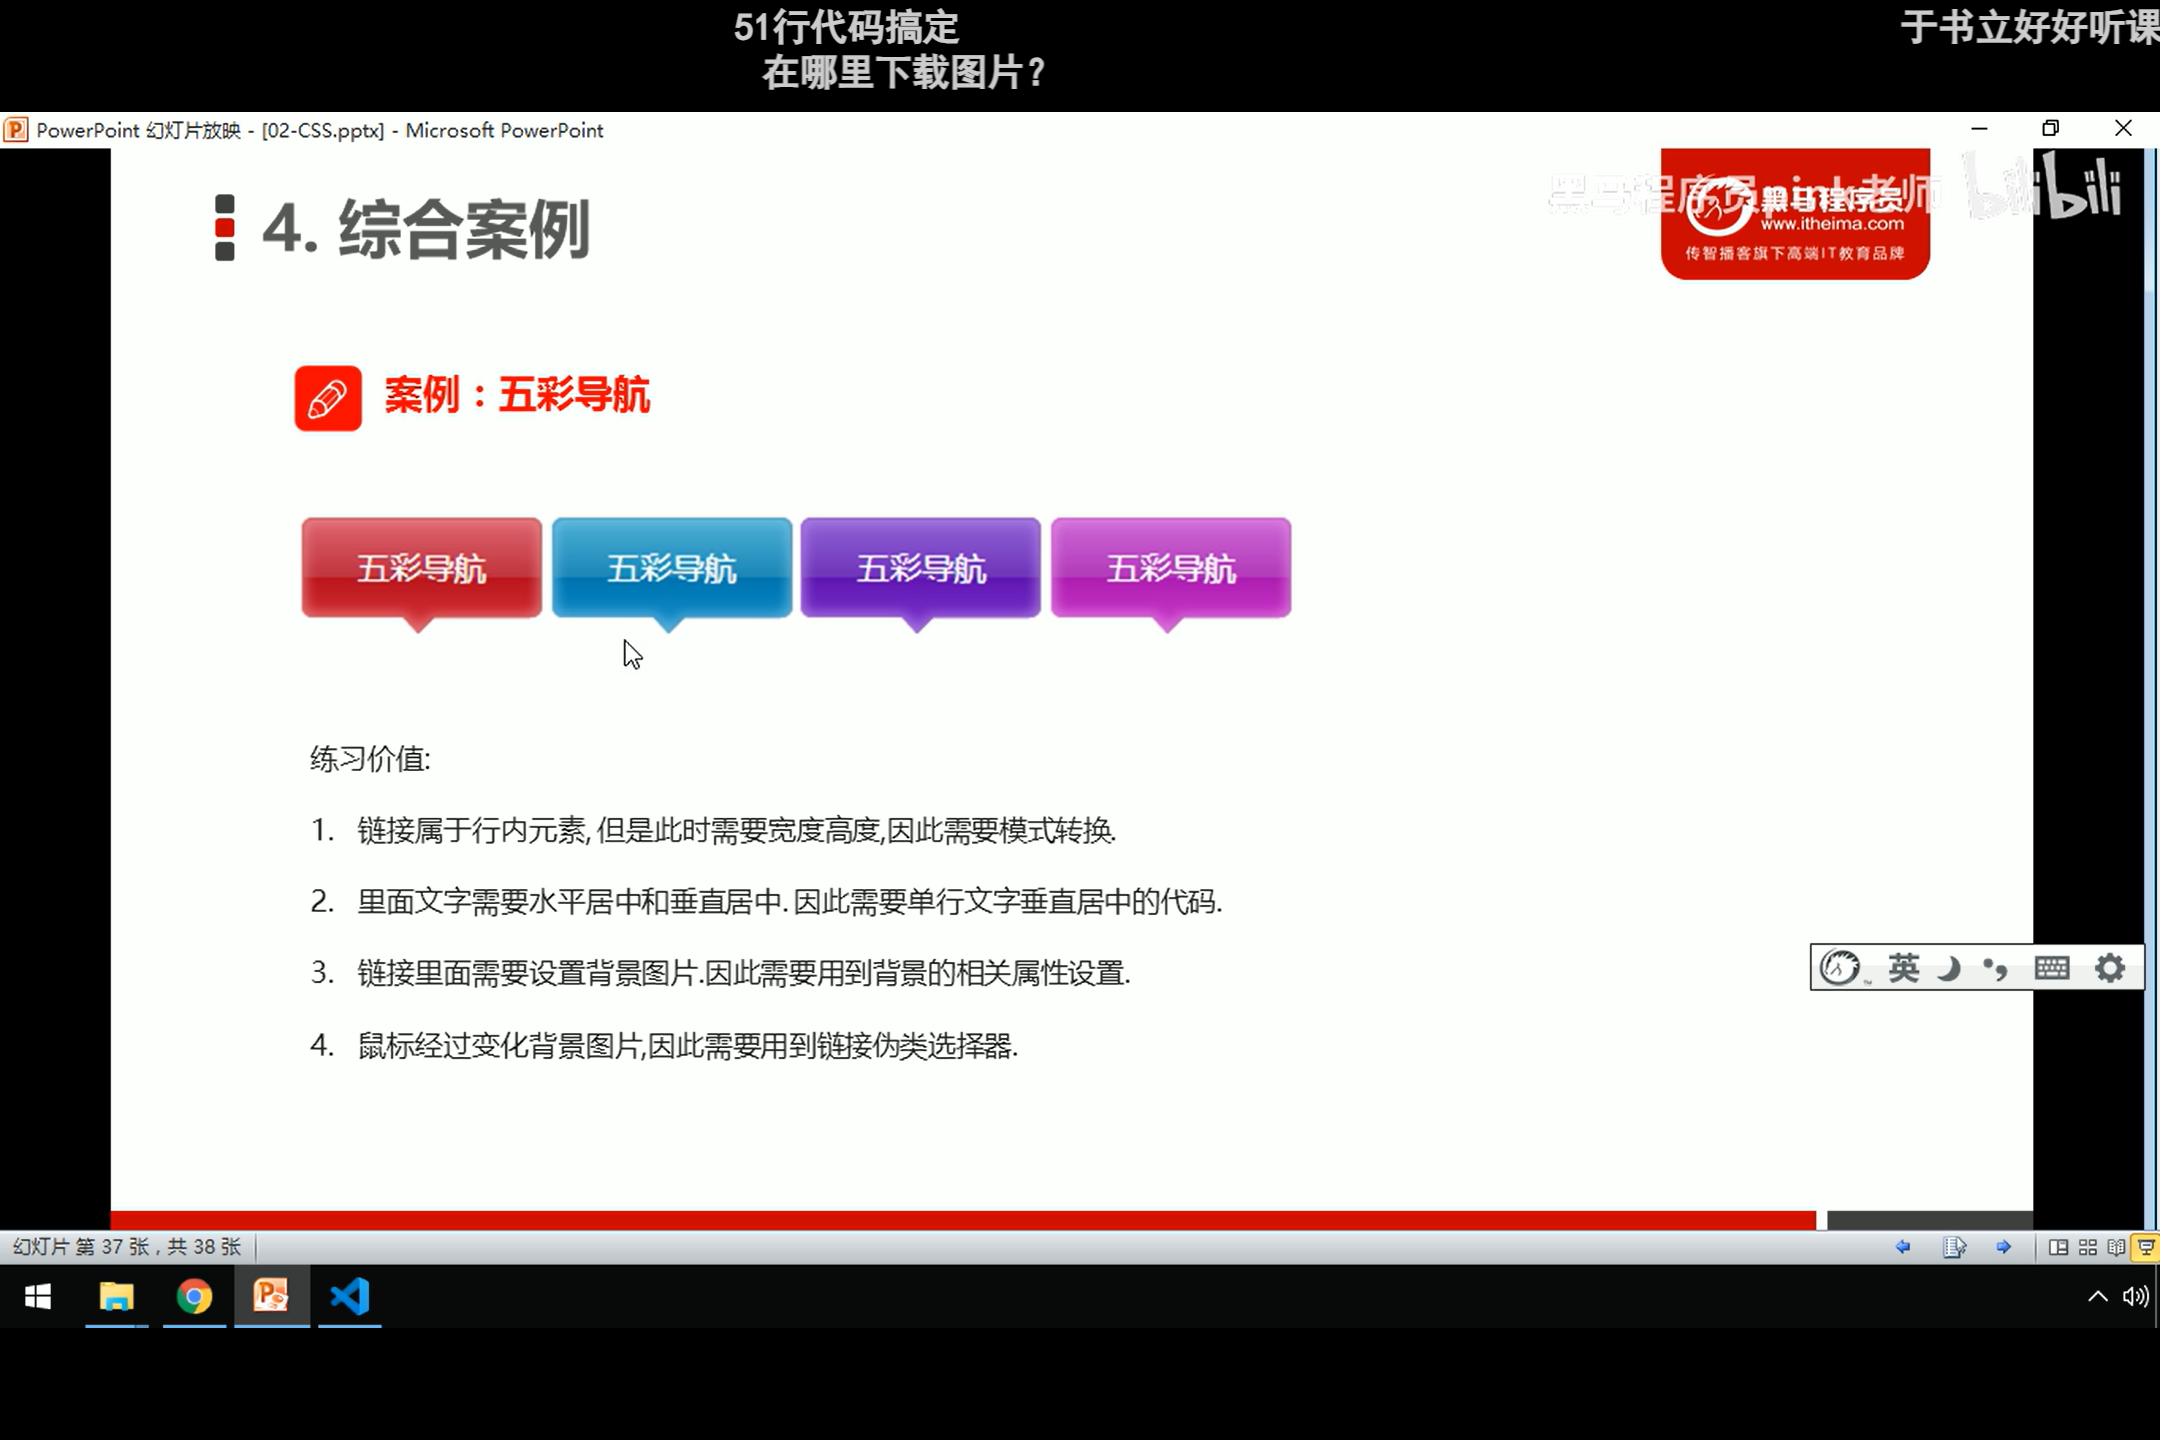 51行代码搞定
于书立好好听课
在哪里下载图片？
PowerPoint 幻灯片放映 - [02-CSS.pptx] - Microsoft PowerPoint
4. 综合案例
黑马程序员pink老师
bilibili
黑马程序员
www.itheima.com
传智播客旗下高端IT教育品牌
案例：五彩导航
五彩导航 五彩导航 五彩导航 五彩导航
练习价值:
1. 链接属于行内元素,但是此时需要宽度高度,因此需要模式转换.
2. 里面文字需要水平居中和垂直居中.因此需要单行文字垂直居中的代码.
3. 链接里面需要设置背景图片.因此需要用到背景的相关属性设置.
英
4. 鼠标经过变化背景图片,因此需要用到链接伪类选择器.
幻灯片 第 37 张，共 38 张